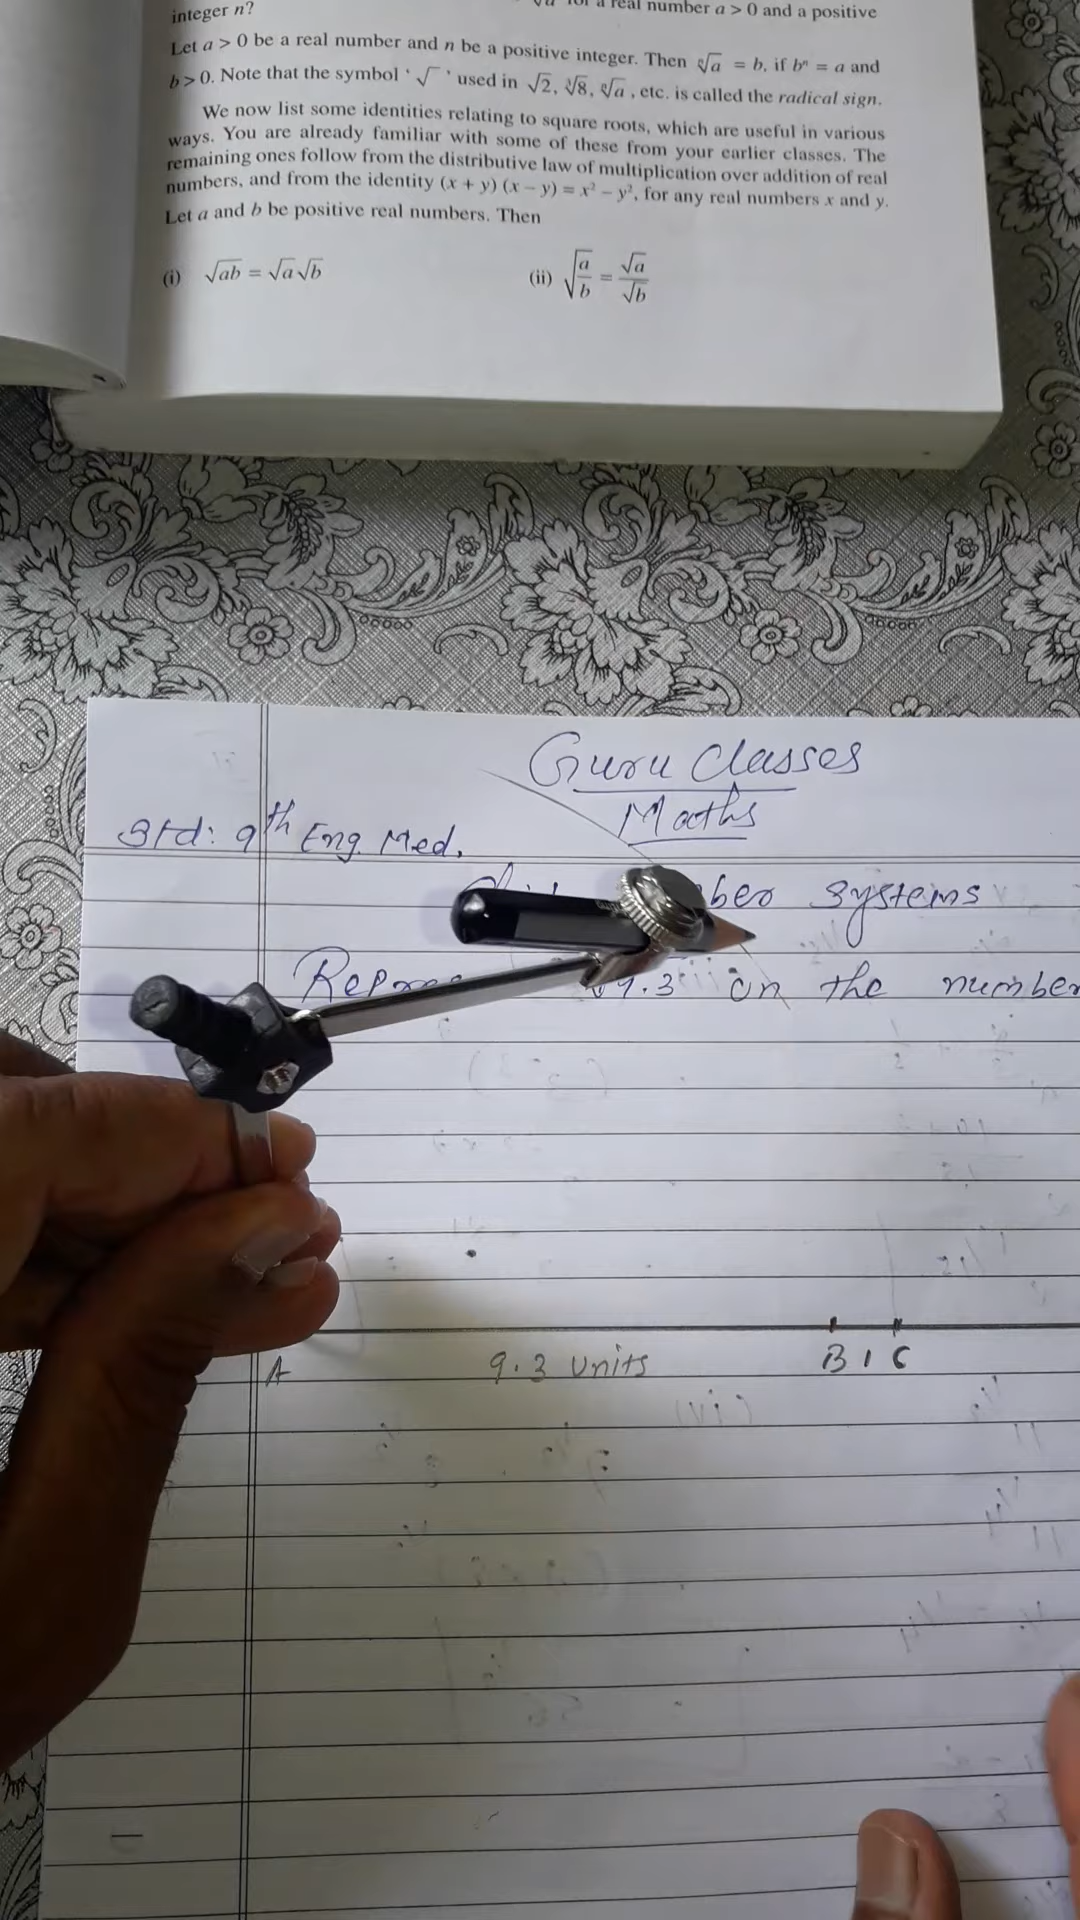 integer n?
real number a > 0 and a positive
Let a > 0 be a real number and n be a positive integer. Then ⁿ√a = b, if bⁿ = a and
b > 0. Note that the symbol ' √ ' used in √2, ³√8, ⁿ√a , etc. is called the radical sign.
We now list some identities relating to square roots, which are useful in various
ways. You are already familiar with some of these from your earlier classes. The
remaining ones follow from the distributive law of multiplication over addition of real
numbers, and from the identity (x + y) (x – y) = x² – y², for any real numbers x and y.
Let a and b be positive real numbers. Then
(i) √ab = √a√b (ii) √(a/b) = √a/√b
Guru Classes
Maths
Std: 9th Eng. Med.
systems
9.3 on the number
A 9.3 units B 1 C